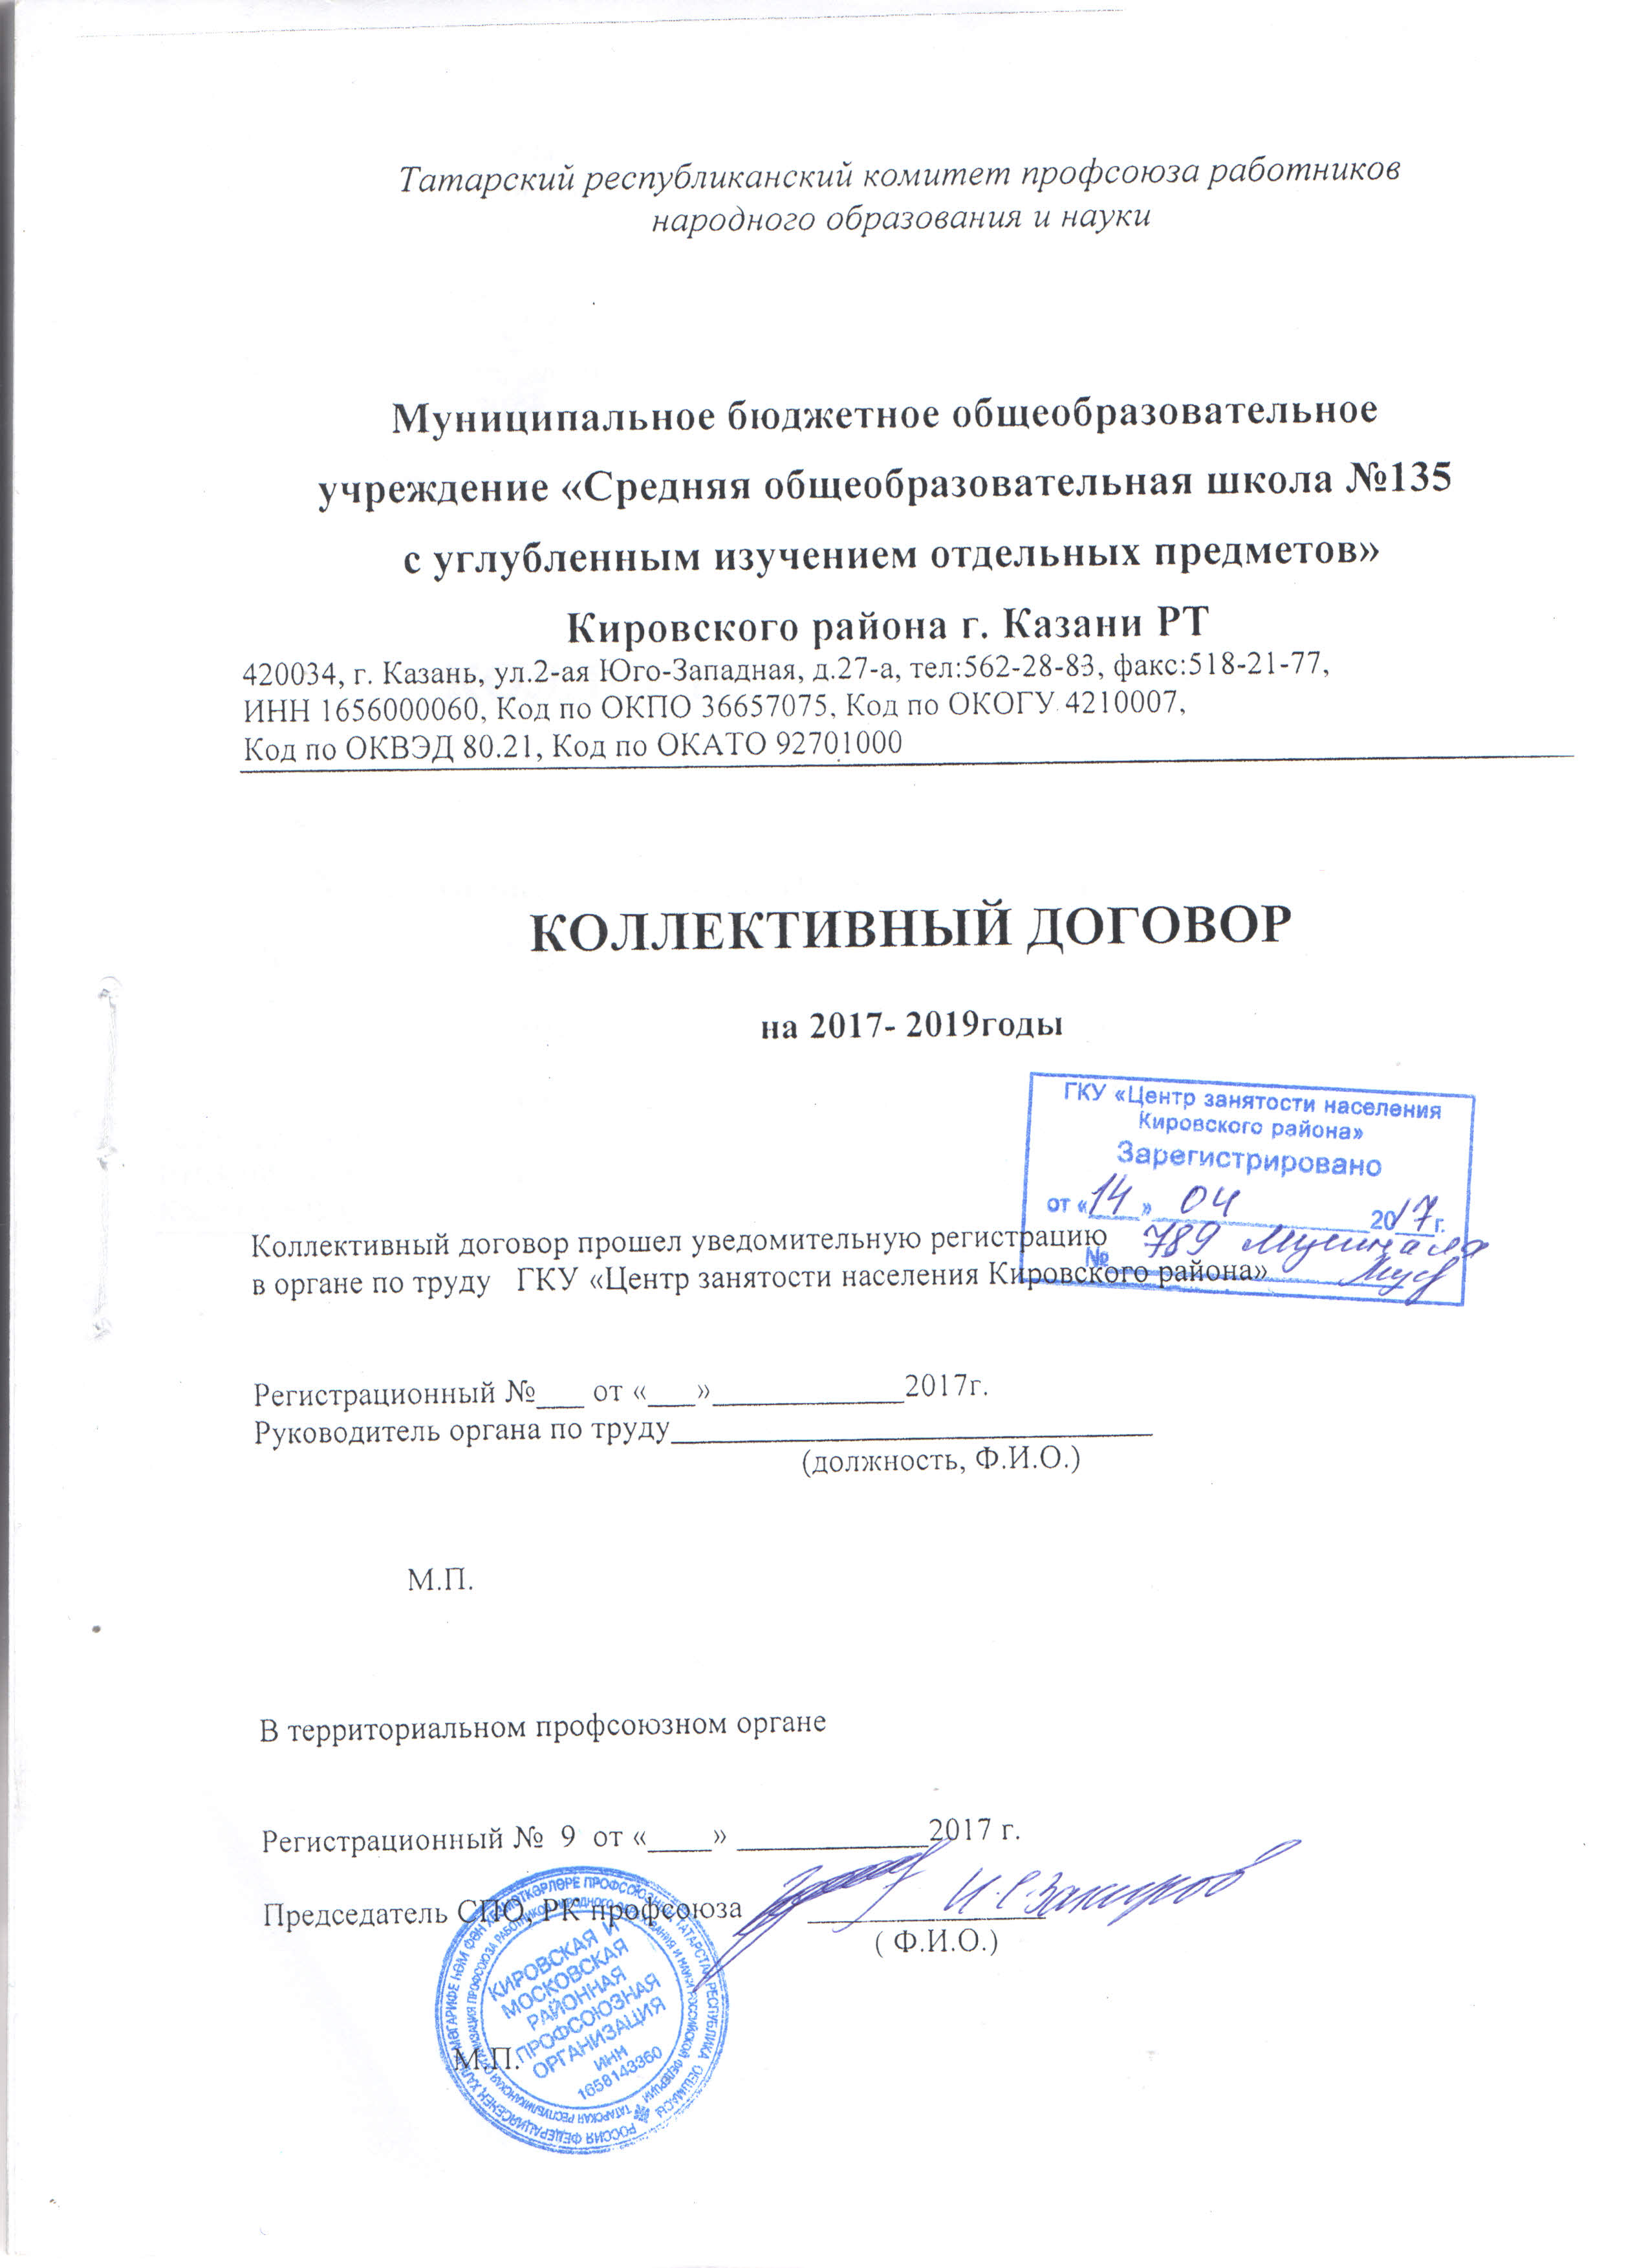 Татарский республиканский комитет профсоюза работников
народного образования и науки
Муниципальное бюджетное общеобразовательное
учреждение «Средняя общеобразовательная школа №135
с углубленным изучением отдельных предметов»
Кировского района г. Казани РТ
420034, г. Казань, ул.2-ая Юго-Западная, д.27-а, тел:562-28-83, факс:518-21-77,
ИНН 1656000060, Код по ОКПО 36657075, Код по ОКОГУ 4210007,
Код по ОКВЭД 80.21, Код по ОКАТО 92701000
КОЛЛЕКТИВНЫЙ ДОГОВОР
на 2017- 2019годы
ГКУ «Центр занятости населения
Кировского района»
Зарегистрировано
от «14» 04 2017г.
№ 789
Коллективный договор прошел уведомительную регистрацию
в органе по труду ГКУ «Центр занятости населения Кировского района»
Регистрационный №___ от «___»____________2017г.
Руководитель органа по труду______________________________
(должность, Ф.И.О.)
М.П.
В территориальном профсоюзном органе
Регистрационный № 9 от «____» ____________2017 г.
Председатель СПО, РК профсоюза _______________
И.С.Закиров
( Ф.И.О.)
КИРОВСКАЯ И
МОСКОВСКАЯ
РАЙОННАЯ
ПРОФСОЮЗНАЯ
ОРГАНИЗАЦИЯ
ИНН
1658143360
М.П.